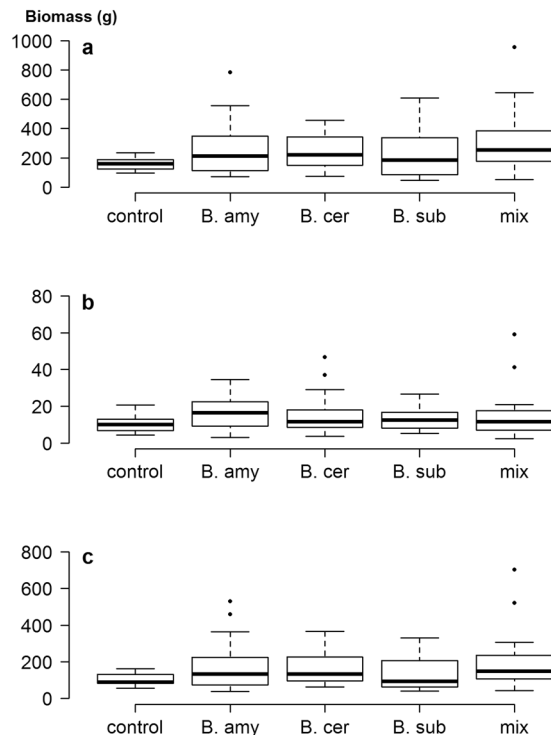 Biomass (g)
a
1000
800
600
400
200
0
control B. amy B. cer B. sub mix
b
80
60
40
20
0
control B. amy B. cer B. sub mix
c
800
600
400
200
0
control B. amy B. cer B. sub mix